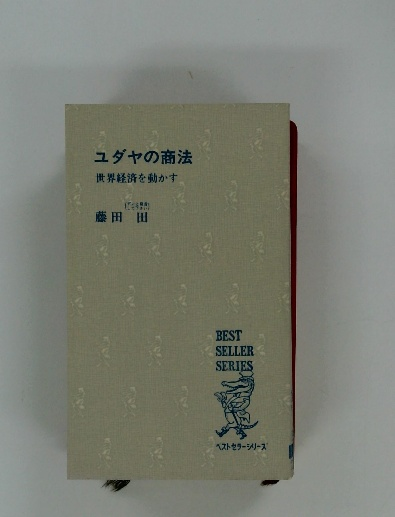 ユダヤの商法
世界経済を動かす
藤田 田
BEST
SELLER
SERIES
ベストセラーシリーズ